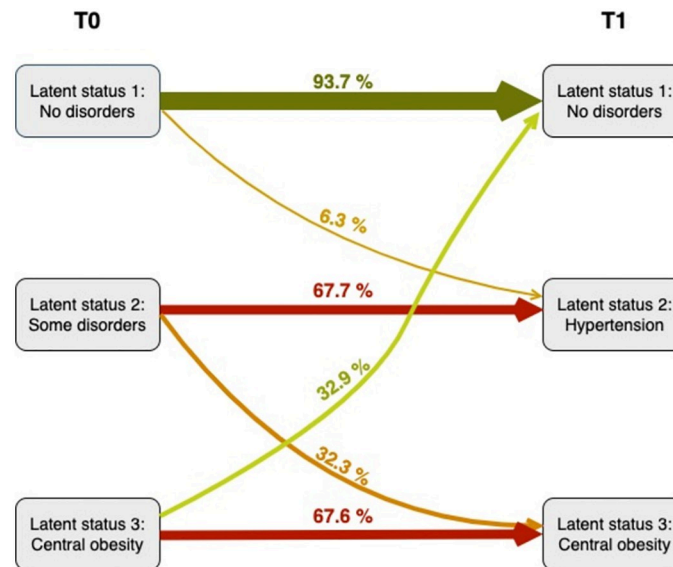 T0
T1
Latent status 1:
No disorders
93.7 %
Latent status 1:
No disorders
6.3 %
Latent status 2:
Some disorders
67.7 %
Latent status 2:
Hypertension
32.9 %
32.3 %
Latent status 3:
Central obesity
67.6 %
Latent status 3:
Central obesity